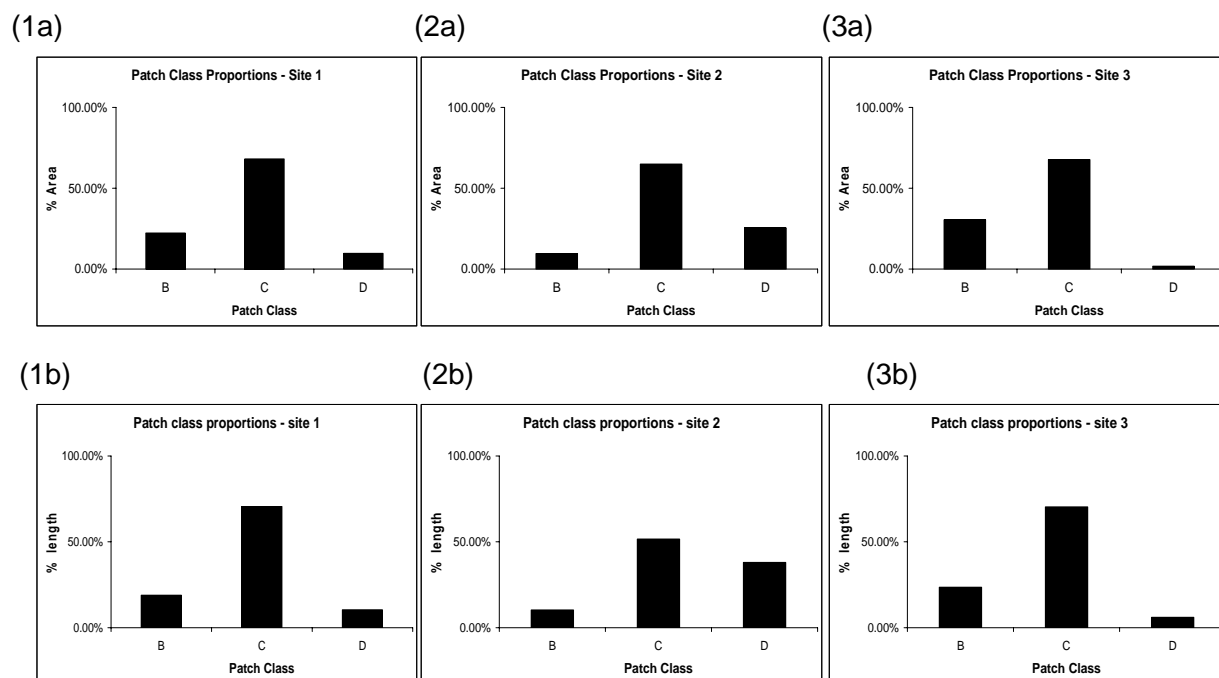 (1a) (2a) (3a)
Patch Class Proportions - Site 1
100.00%
50.00%
0.00%
% Area
B C D
Patch Class
Patch Class Proportions - Site 2
100.00%
50.00%
0.00%
% Area
B C D
Patch Class
Patch Class Proportions - Site 3
100.00%
50.00%
0.00%
% Area
B C D
Patch Class
(1b) (2b) (3b)
Patch class proportions - site 1
100.00%
50.00%
0.00%
% length
B C D
Patch Class
Patch class proportions - site 2
100.00%
50.00%
0.00%
% length
B C D
Patch Class
Patch class proportions - site 3
100.00%
50.00%
0.00%
% length
B C D
Patch Class